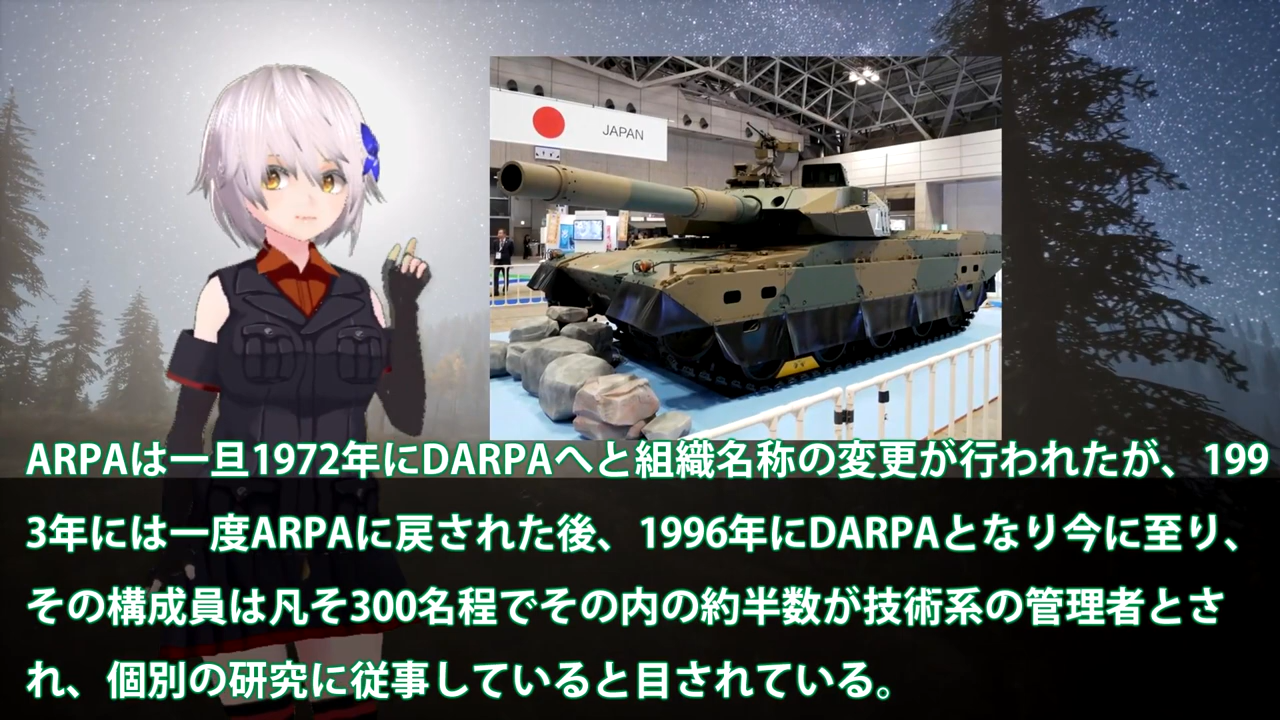 JAPAN
ARPAは一旦1972年にDARPAへと組織名称の変更が行われたが、199
3年には一度ARPAに戻された後、1996年にDARPAとなり今に至り、
その構成員は凡そ300名程でその内の約半数が技術系の管理者とさ
れ、個別の研究に従事していると目されている。